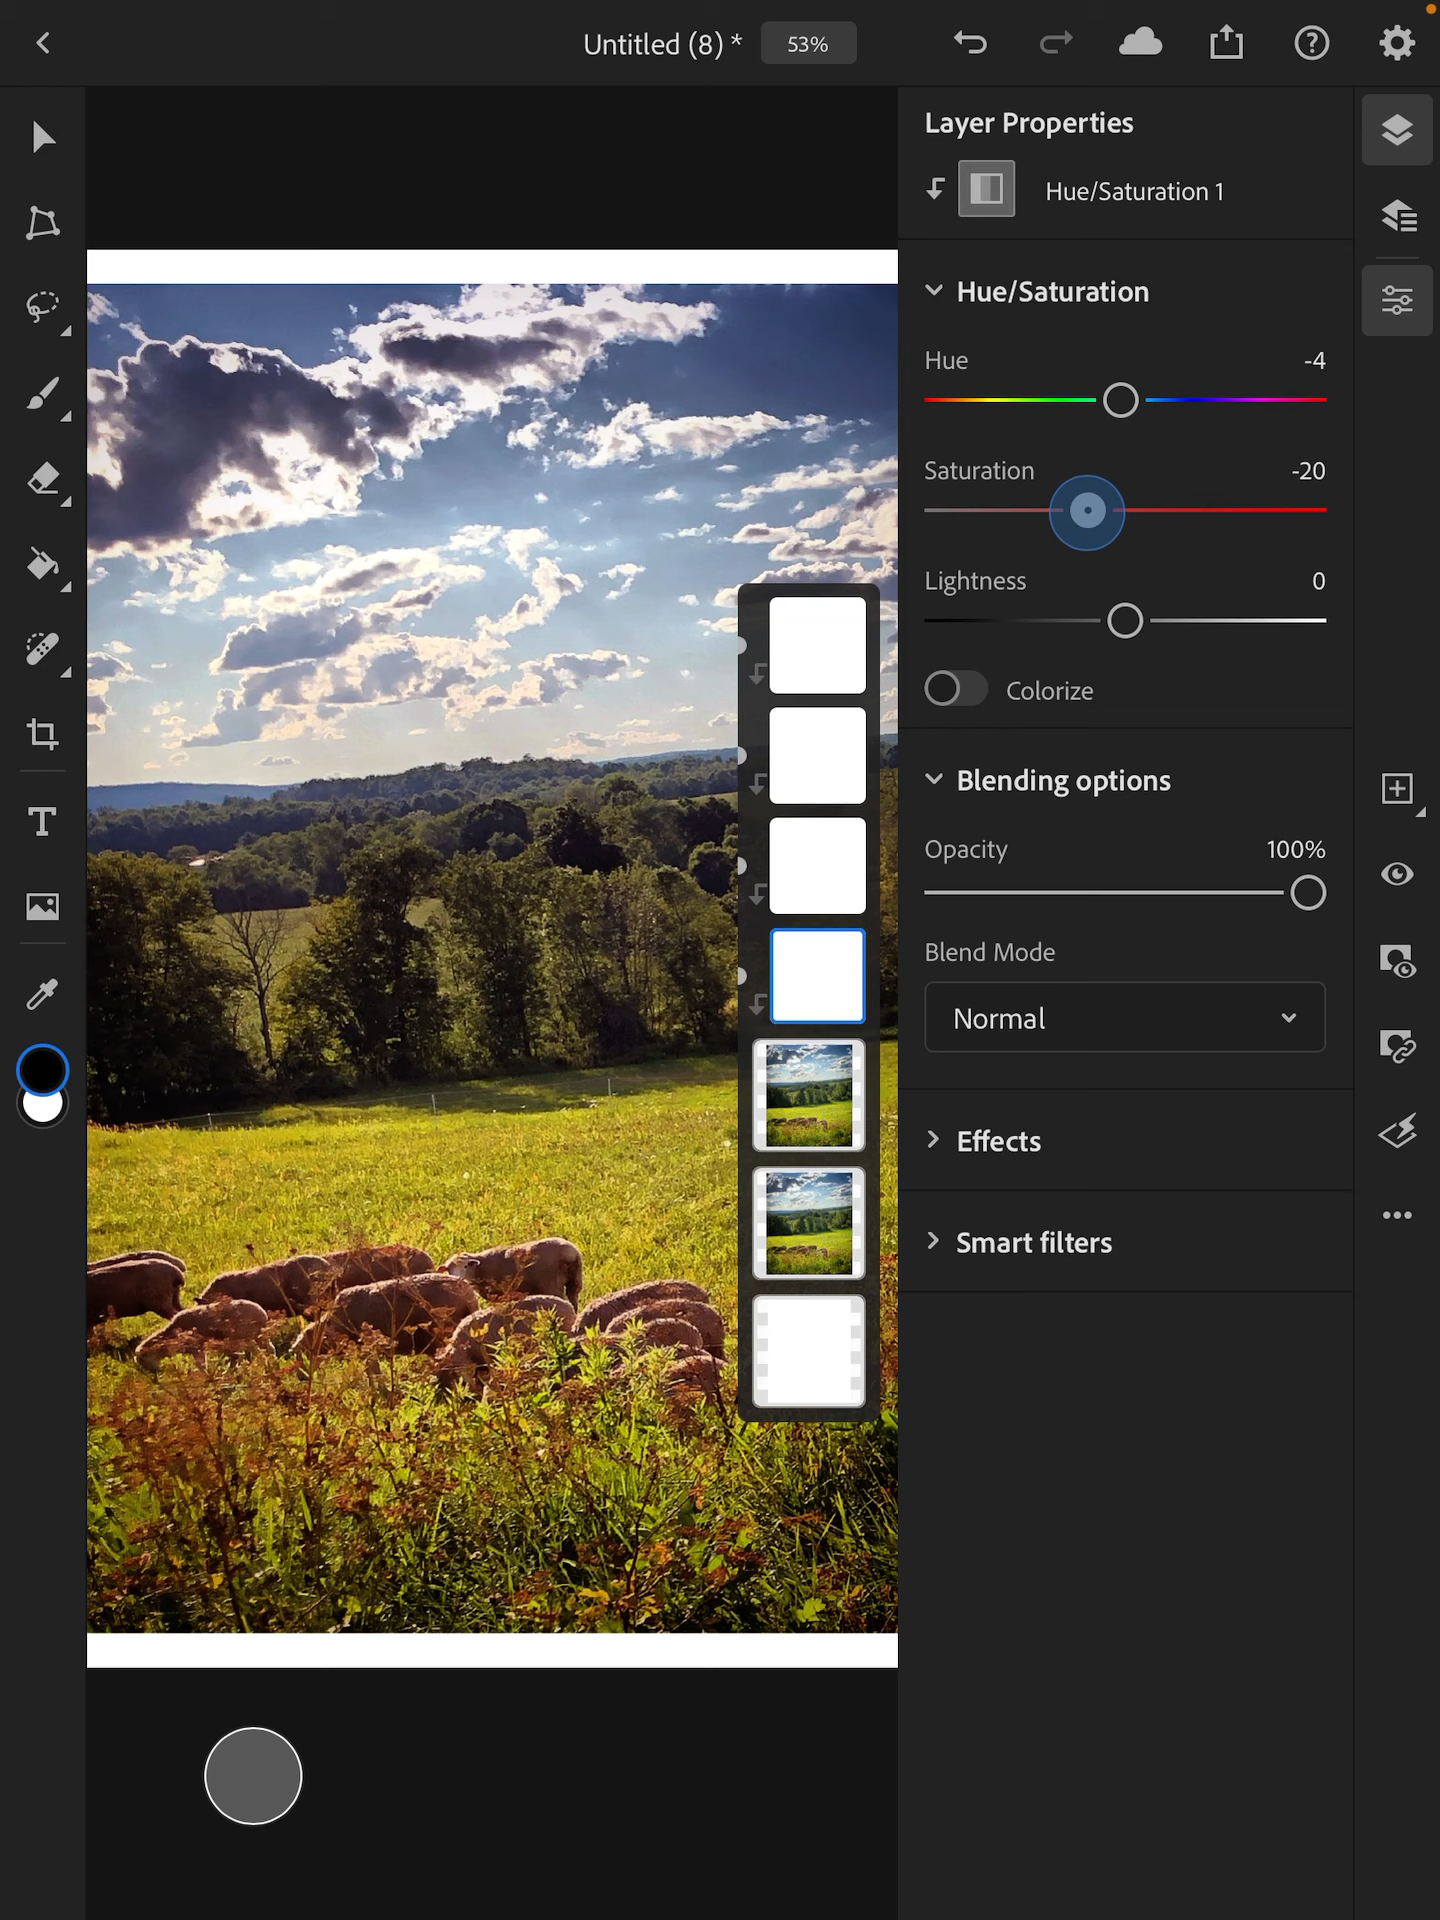 Untitled (8) * 53%
Layer Properties
Hue/Saturation 1
Hue/Saturation
Hue -4
Saturation -20
Lightness 0
Colorize
Blending options
Opacity 100%
Blend Mode
Normal
Effects
Smart filters